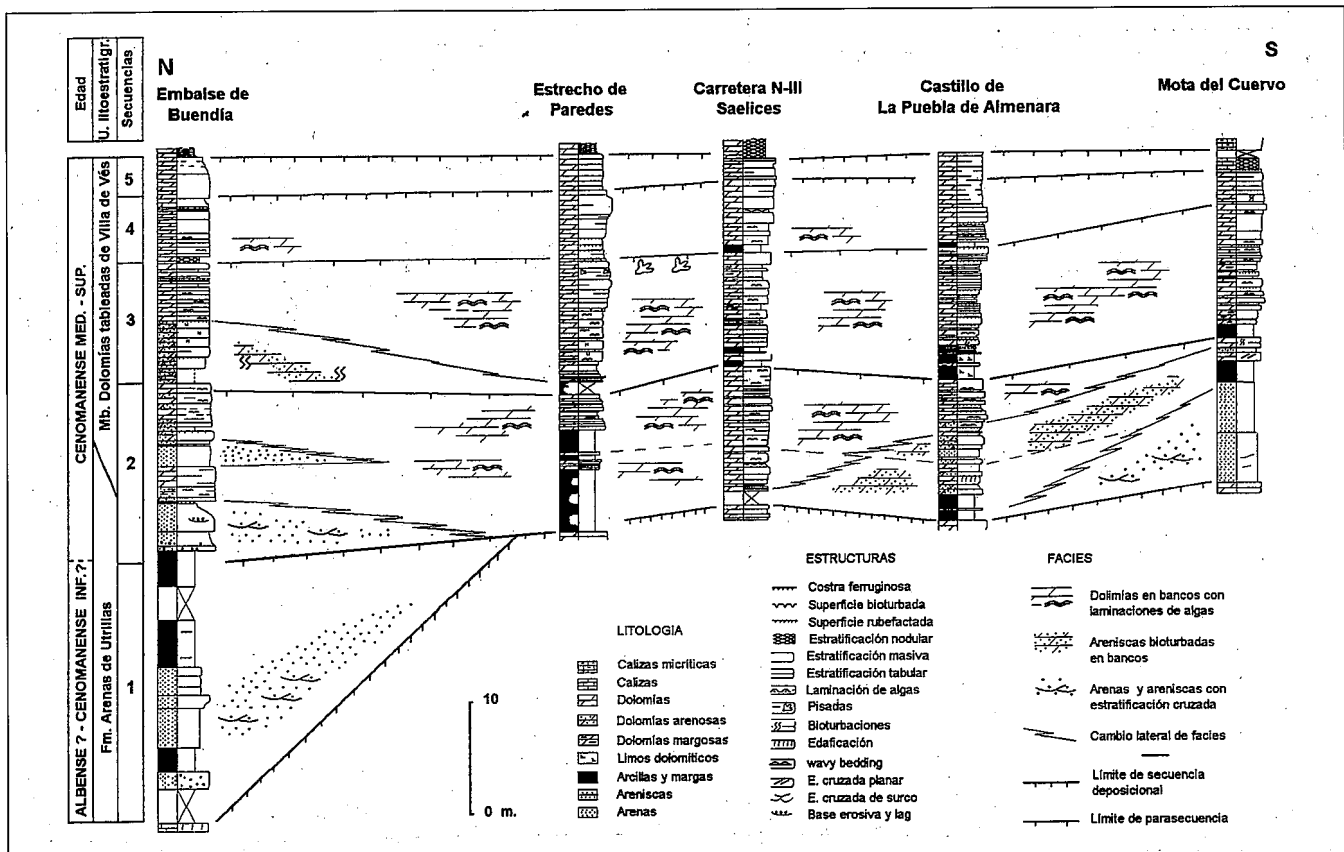 Edad
U. litoestratigr.
Secuencias
N
S
Embalse de
Buendía
Estrecho de
Paredes
Carretera N-III
Saelices
Castillo de
La Puebla de Almenara
Mota del Cuervo
CENOMANENSE MED. - SUP.
ALBENSE ? - CENOMANENSE INF.?
Mb. Dolomías tableadas de Villa de Vés
Fm. Arenas de Utrillas
5
4
3
2
1
10
0 m.
LITOLOGIA
Calizas micríticas
Calizas
Dolomías
Dolomías arenosas
Dolomías margosas
Limos dolomíticos
Arcillas y margas
Areniscas
Arenas
ESTRUCTURAS
Costra ferruginosa
Superficie bioturbada
Superficie rubefactada
Estratificación nodular
Estratificación masiva
Estratificación tabular
Laminación de algas
Pisadas
Bioturbaciones
Edaficación
wavy bedding
E. cruzada planar
E. cruzada de surco
Base erosiva y lag
FACIES
Dolimías en bancos con
laminaciones de algas
Areniscas bioturbadas
en bancos
Arenas y areniscas con
estratificación cruzada
Cambio lateral de facies
Límite de secuencia
deposicional
Límite de parasecuencia